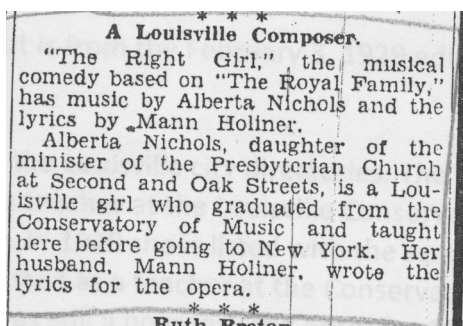 * * *
A Louisville Composer.
"The Right Girl," the musical
comedy based on "The Royal Family,"
has music by Alberta Nichols and the
lyrics by Mann Holiner.
Alberta Nichols, daughter of the
minister of the Presbyterian Church
at Second and Oak Streets, is a Lou-
isville girl who graduated from the
Conservatory of Music and taught
here before going to New York. Her
husband, Mann Holiner, wrote the
lyrics for the opera.
* * *